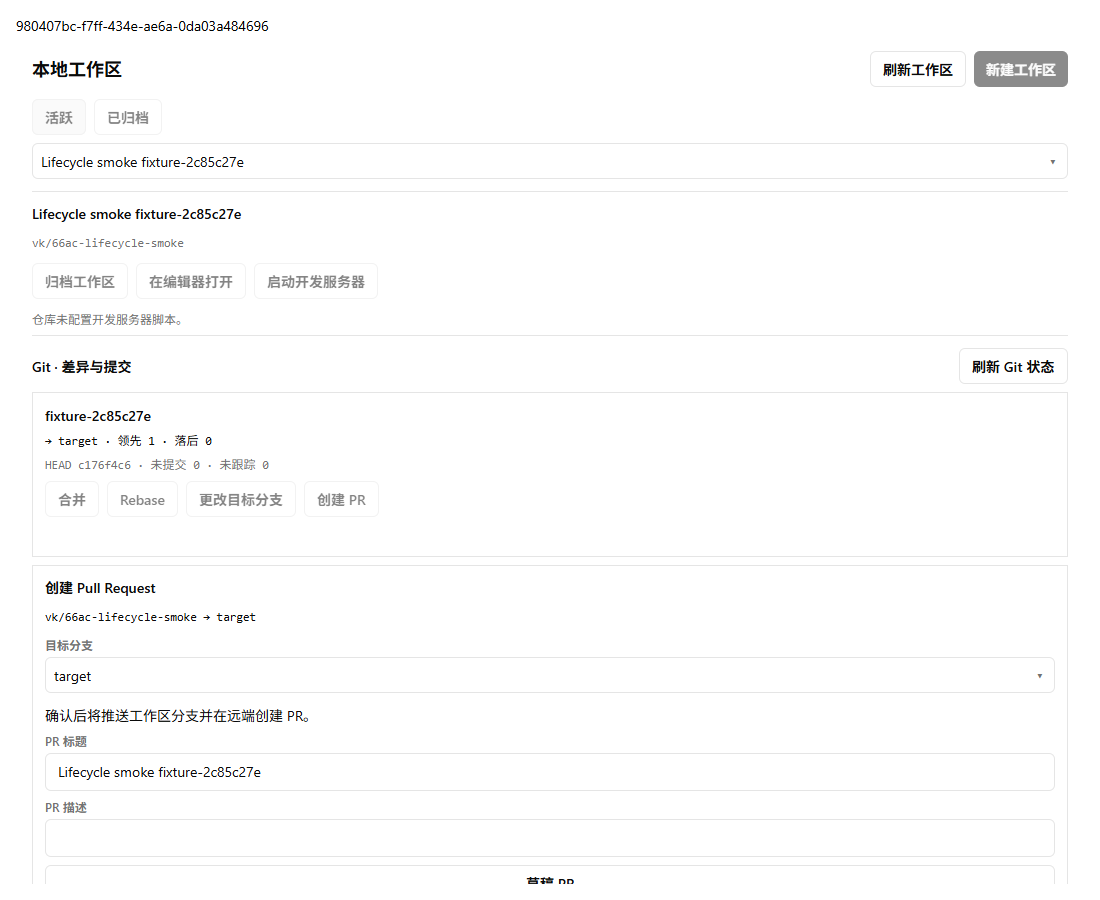 980407bc-f7ff-434e-ae6a-0da03a484696
本地工作区
刷新工作区
新建工作区
活跃
已归档
Lifecycle smoke fixture-2c85c27e
Lifecycle smoke fixture-2c85c27e
vk/66ac-lifecycle-smoke
归档工作区
在编辑器打开
启动开发服务器
仓库未配置开发服务器脚本。
Git · 差异与提交
刷新 Git 状态
fixture-2c85c27e
→ target · 领先 1 · 落后 0
HEAD c176f4c6 · 未提交 0 · 未跟踪 0
合并
Rebase
更改目标分支
创建 PR
创建 Pull Request
vk/66ac-lifecycle-smoke → target
目标分支
target
确认后将推送工作区分支并在远端创建 PR。
PR 标题
Lifecycle smoke fixture-2c85c27e
PR 描述
草稿 PR